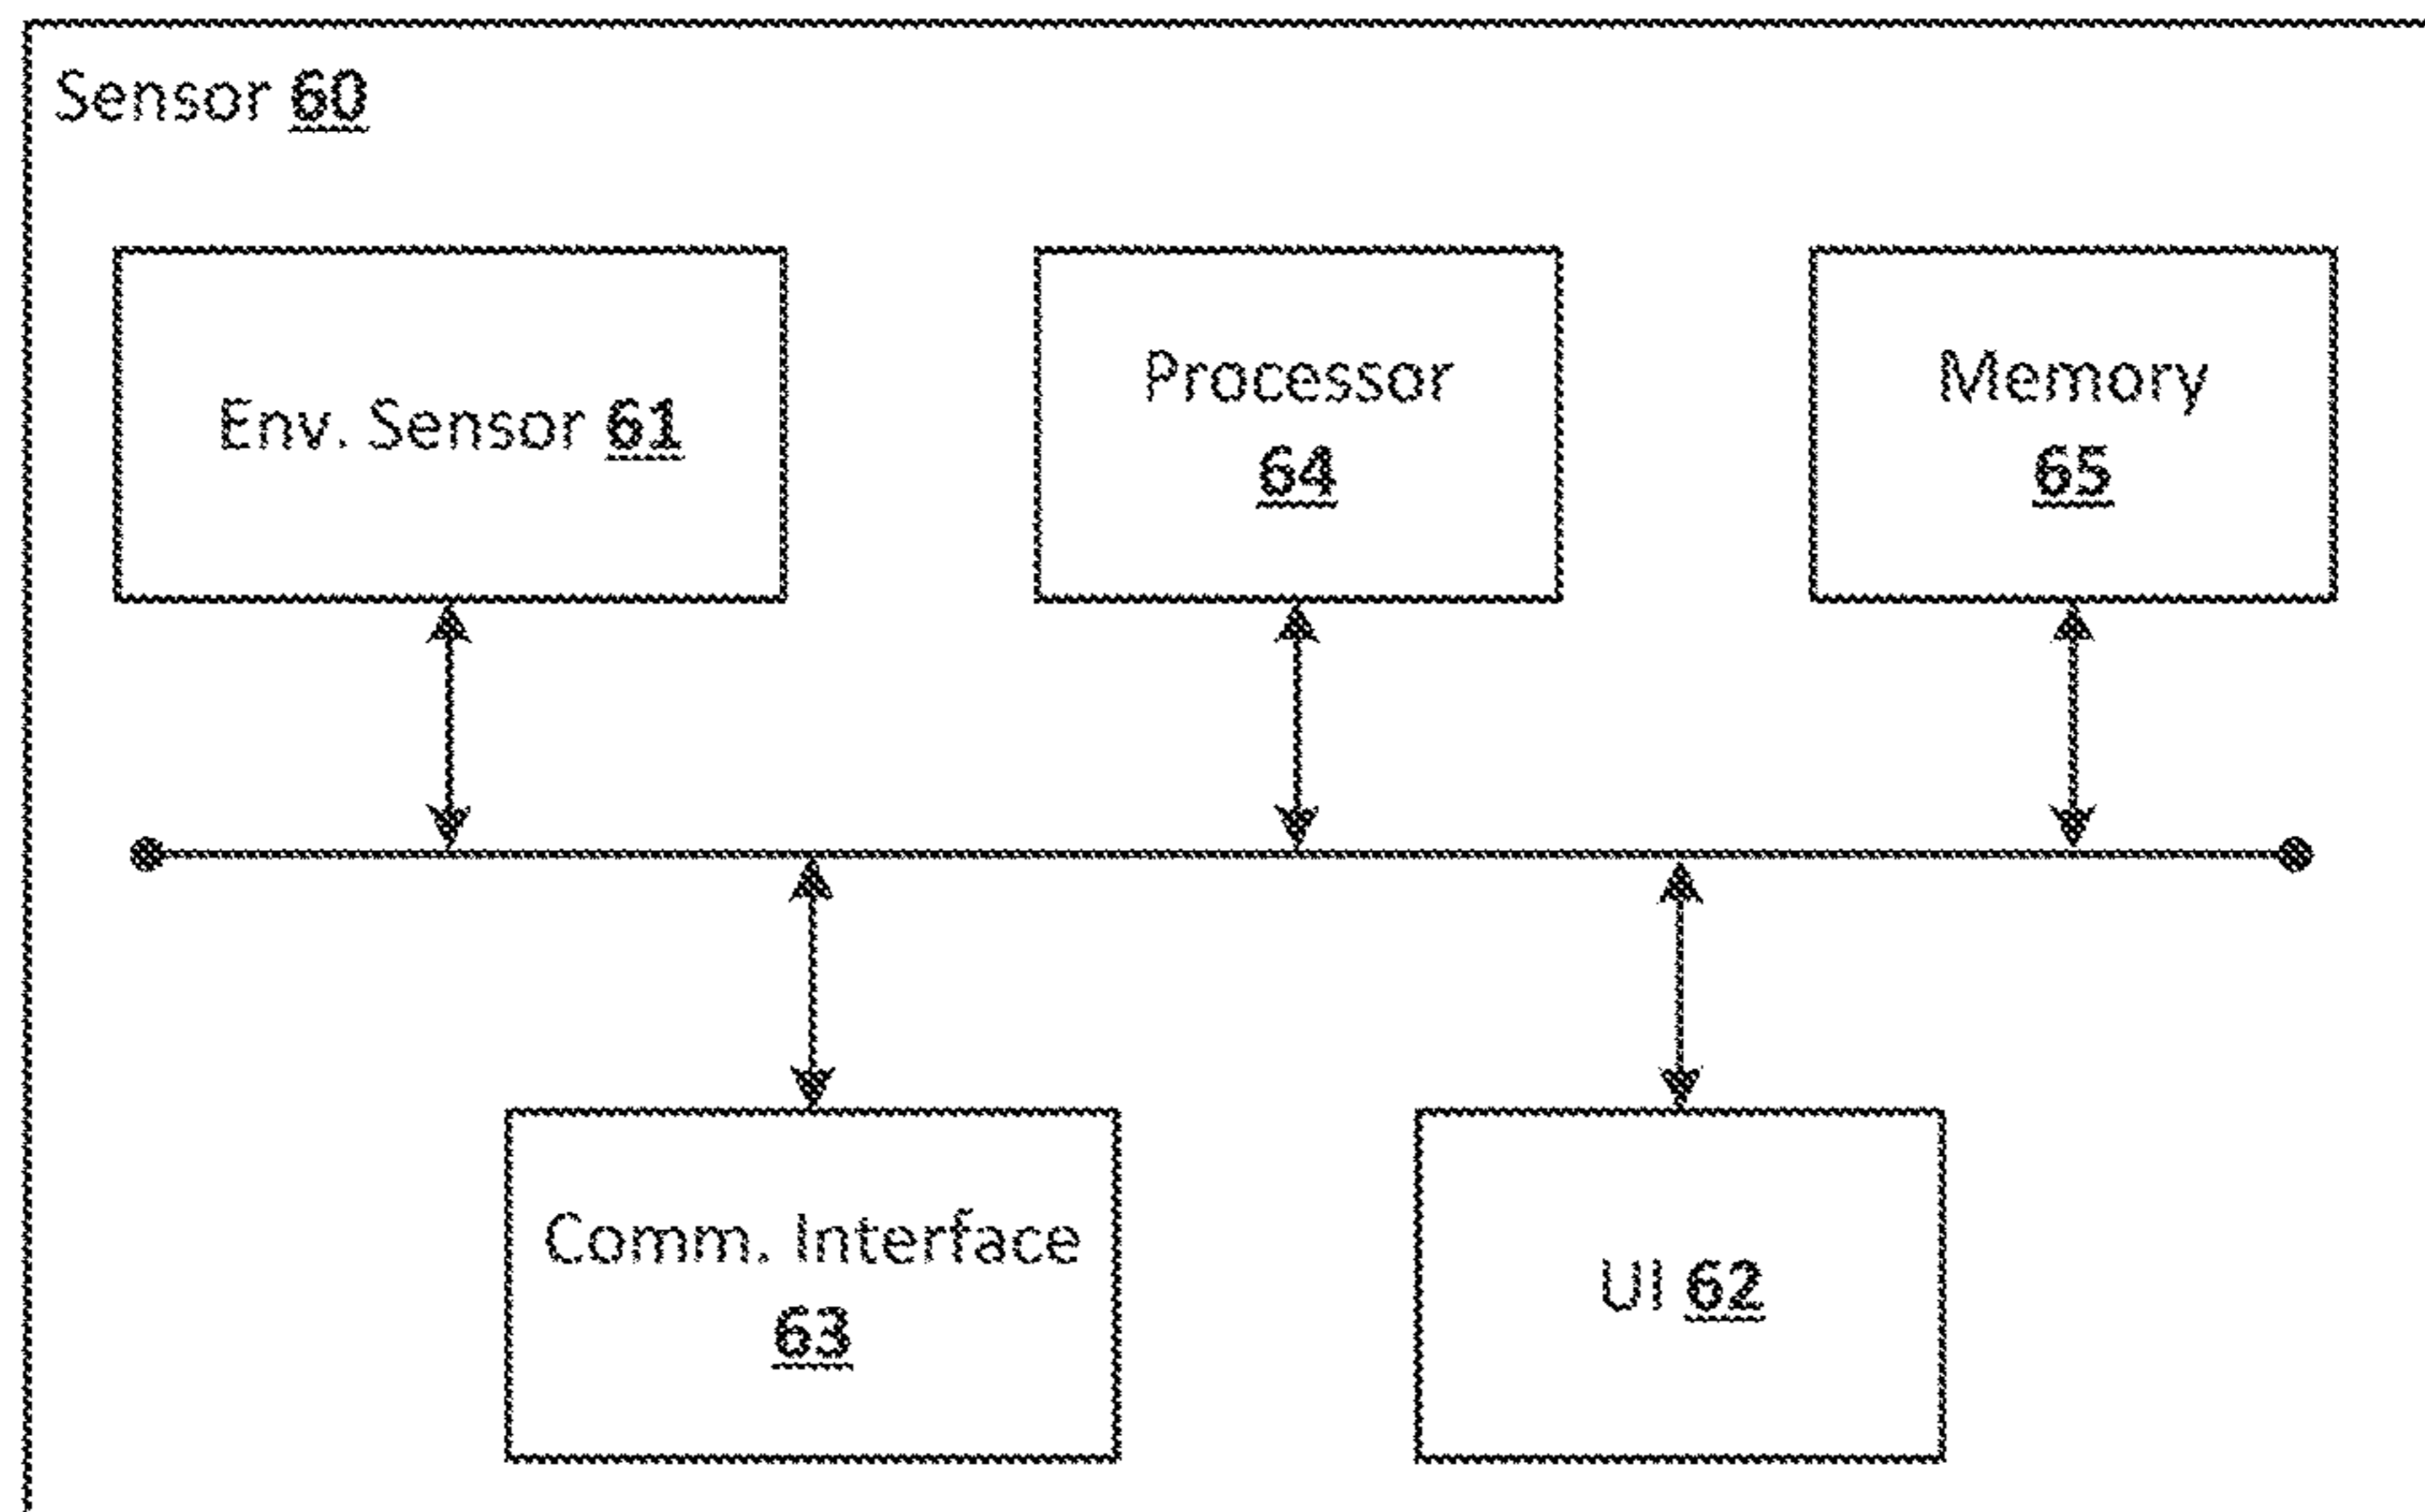 Sensor 60
Env. Sensor 61
Processor
64
Memory
65
Comm. Interface
63
UI 62